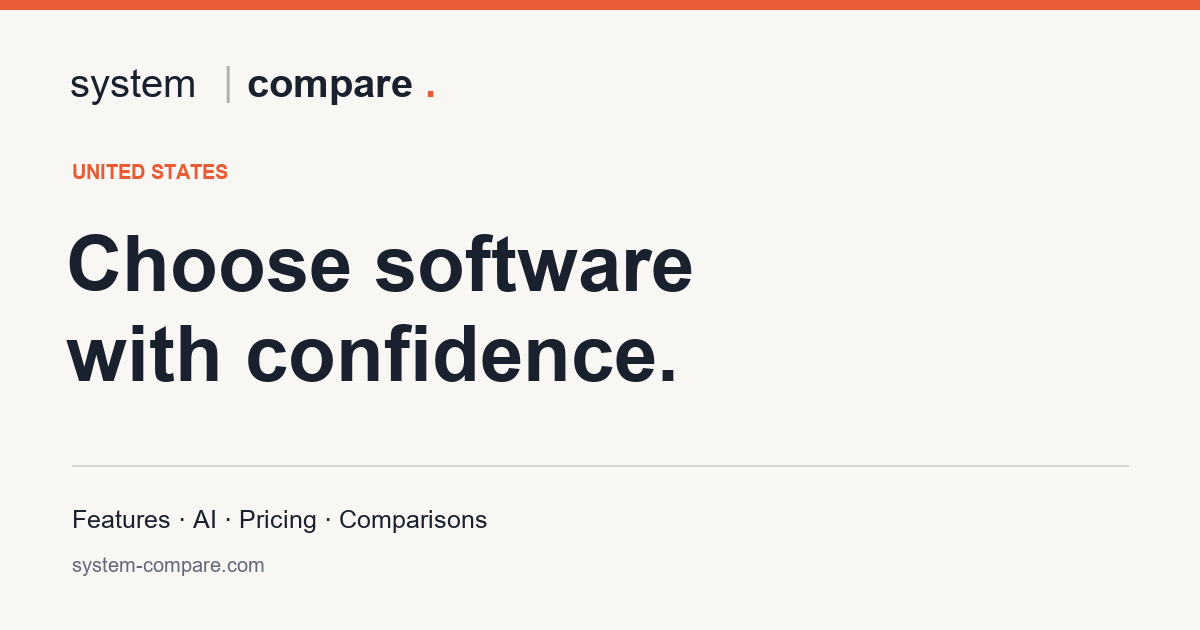 system | compare .
UNITED STATES
Choose software
with confidence.
Features · AI · Pricing · Comparisons
system-compare.com